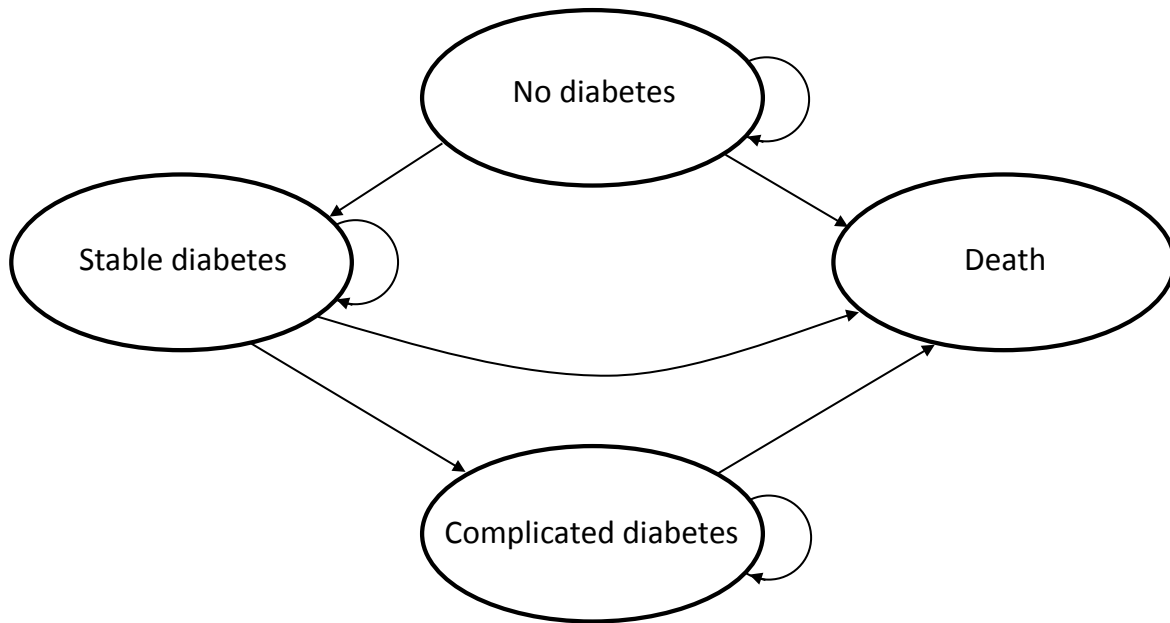 No diabetes
Stable diabetes
Death
Complicated diabetes